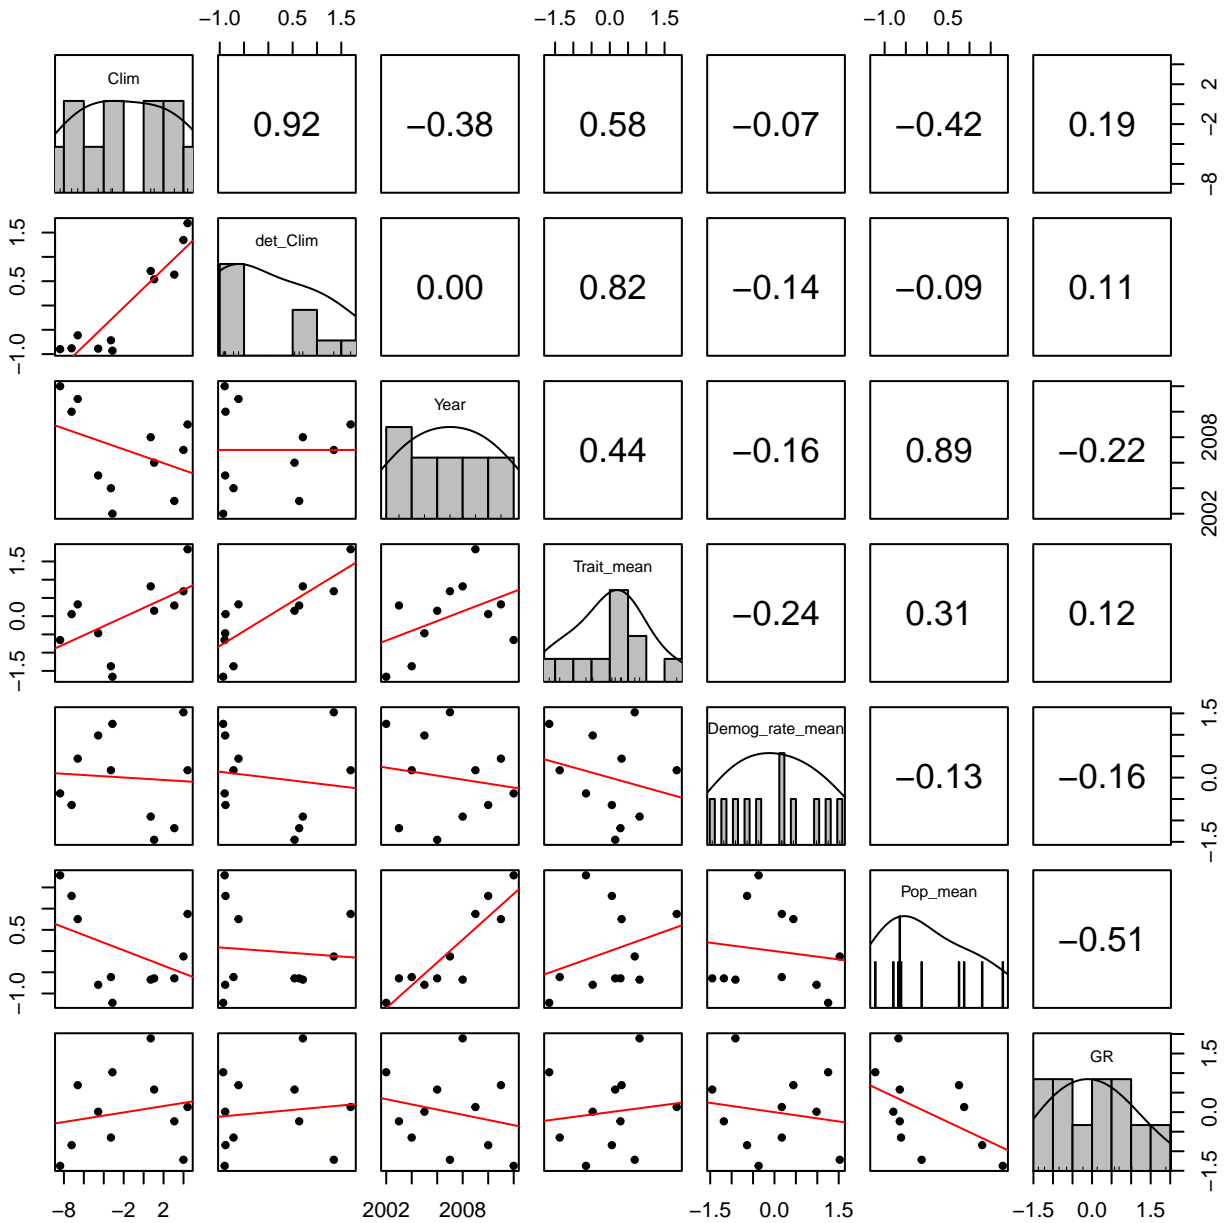 −1.0 0.5 1.5 −1.5 0.0 1.5 −1.0 0.5
Clim 0.92 −0.38 0.58 −0.07 −0.42 0.19 −8 −2 2
−1.0 0.5 1.5 det_Clim 0.00 0.82 −0.14 −0.09 0.11
Year 0.44 −0.16 0.89 −0.22 2002 2008
−1.5 0.0 1.5 Trait_mean −0.24 0.31 0.12
Demog_rate_mean −0.13 −0.16 −1.5 0.0 1.5
−1.0 0.5 Pop_mean −0.51
GR −1.5 0.0 1.5
−8 −2 2 2002 2008 −1.5 0.0 1.5 −1.5 0.0 1.5